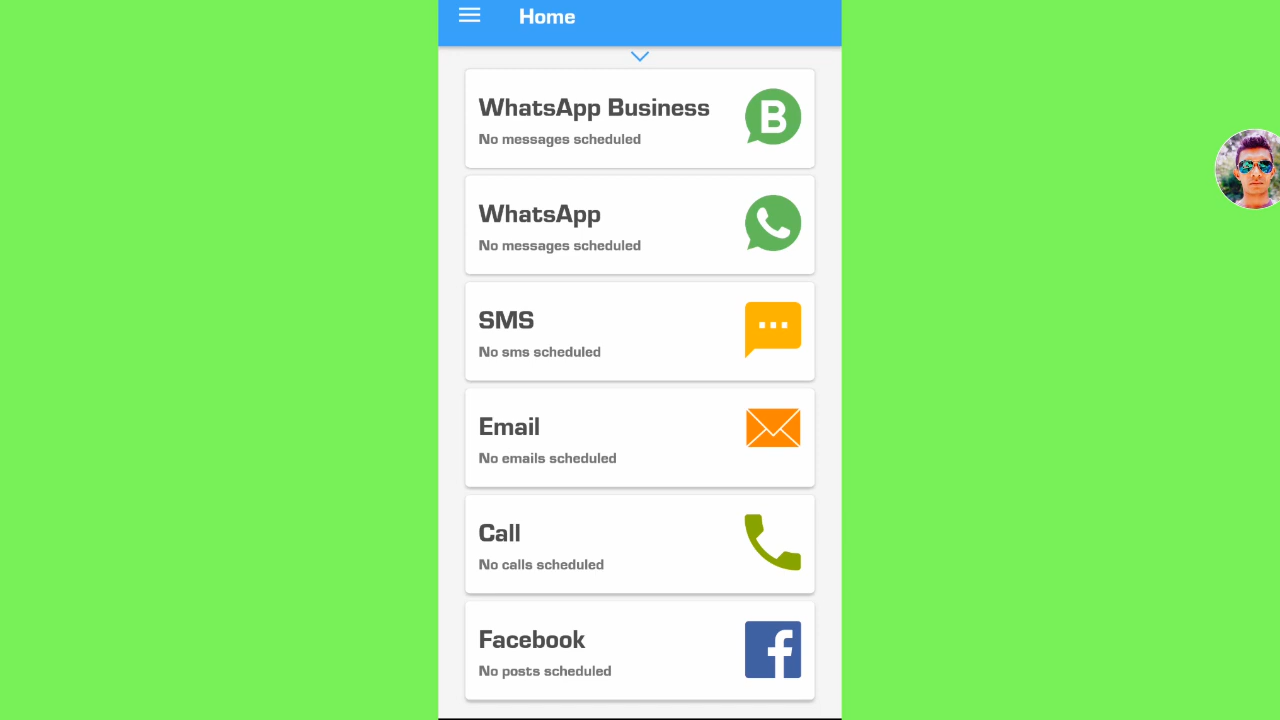 Home
WhatsApp Business
No messages scheduled
B
WhatsApp
No messages scheduled
SMS
No sms scheduled
Email
No emails scheduled
Call
No calls scheduled
Facebook
No posts scheduled
f